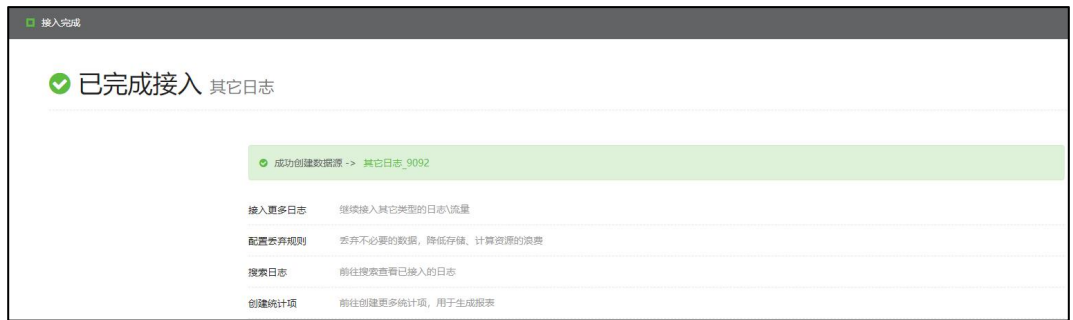 接入完成
已完成接入 其它日志
成功创建数据源 -> 其它日志_9092
接入更多日志 继续接入其它类型的日志\流量
配置丢弃规则 丢弃不必要的数据，降低存储、计算资源的浪费
搜索日志 前往搜索查看已接入的日志
创建统计项 前往创建更多统计项，用于生成报表